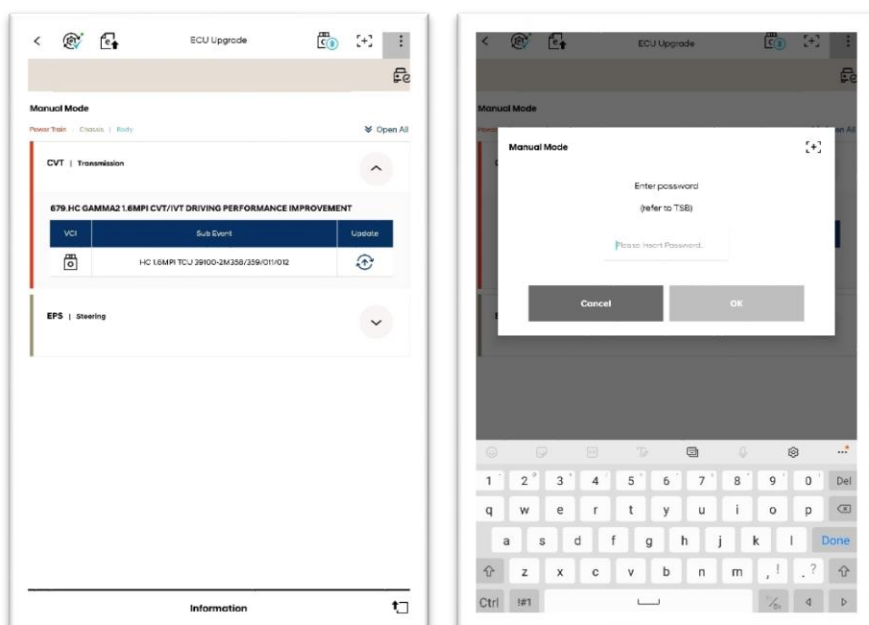 ECU Upgrade
Manual Mode
Power Train | Chassis | Body
Open All
CVT | Transmission
679.HC GAMMA2 1.6MPI CVT/IVT DRIVING PERFORMANCE IMPROVEMENT
VCI Sub Event Update
HC 1.6MPI TCU 39100-2M358/359/011/012
EPS | Steering
Information
ECU Upgrade
Manual Mode
Manual Mode
Enter password
(refer to TSB)
Please Insert Password.
Cancel OK
1 2 3 4 5 6 7 8 9 0 Del
q w e r t y u i o p
a s d f g h j k l Done
z x c v b n m , ! . ?
Ctrl !#1